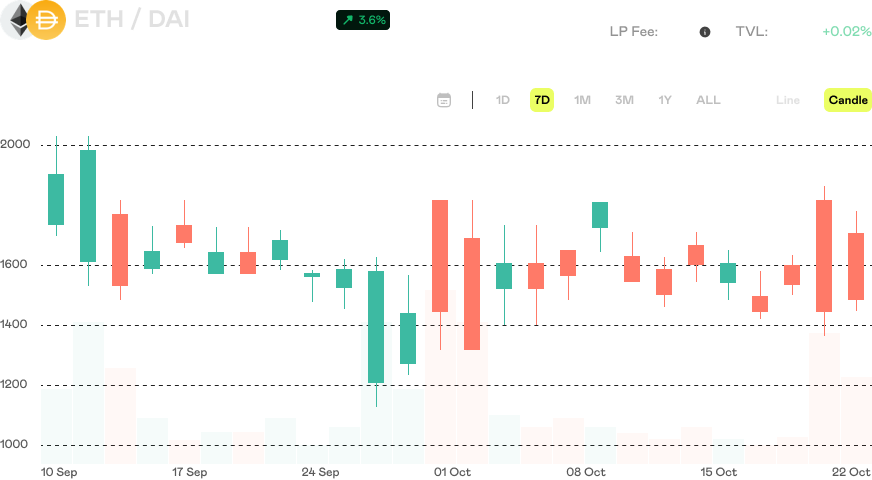 ETH / DAI
3.6%
LP Fee:
TVL:
+0.02%
1D
7D
1M
3M
1Y
ALL
Line
Candle
2000
1600
1400
1200
1000
10 Sep
17 Sep
24 Sep
01 Oct
08 Oct
15 Oct
22 Oct